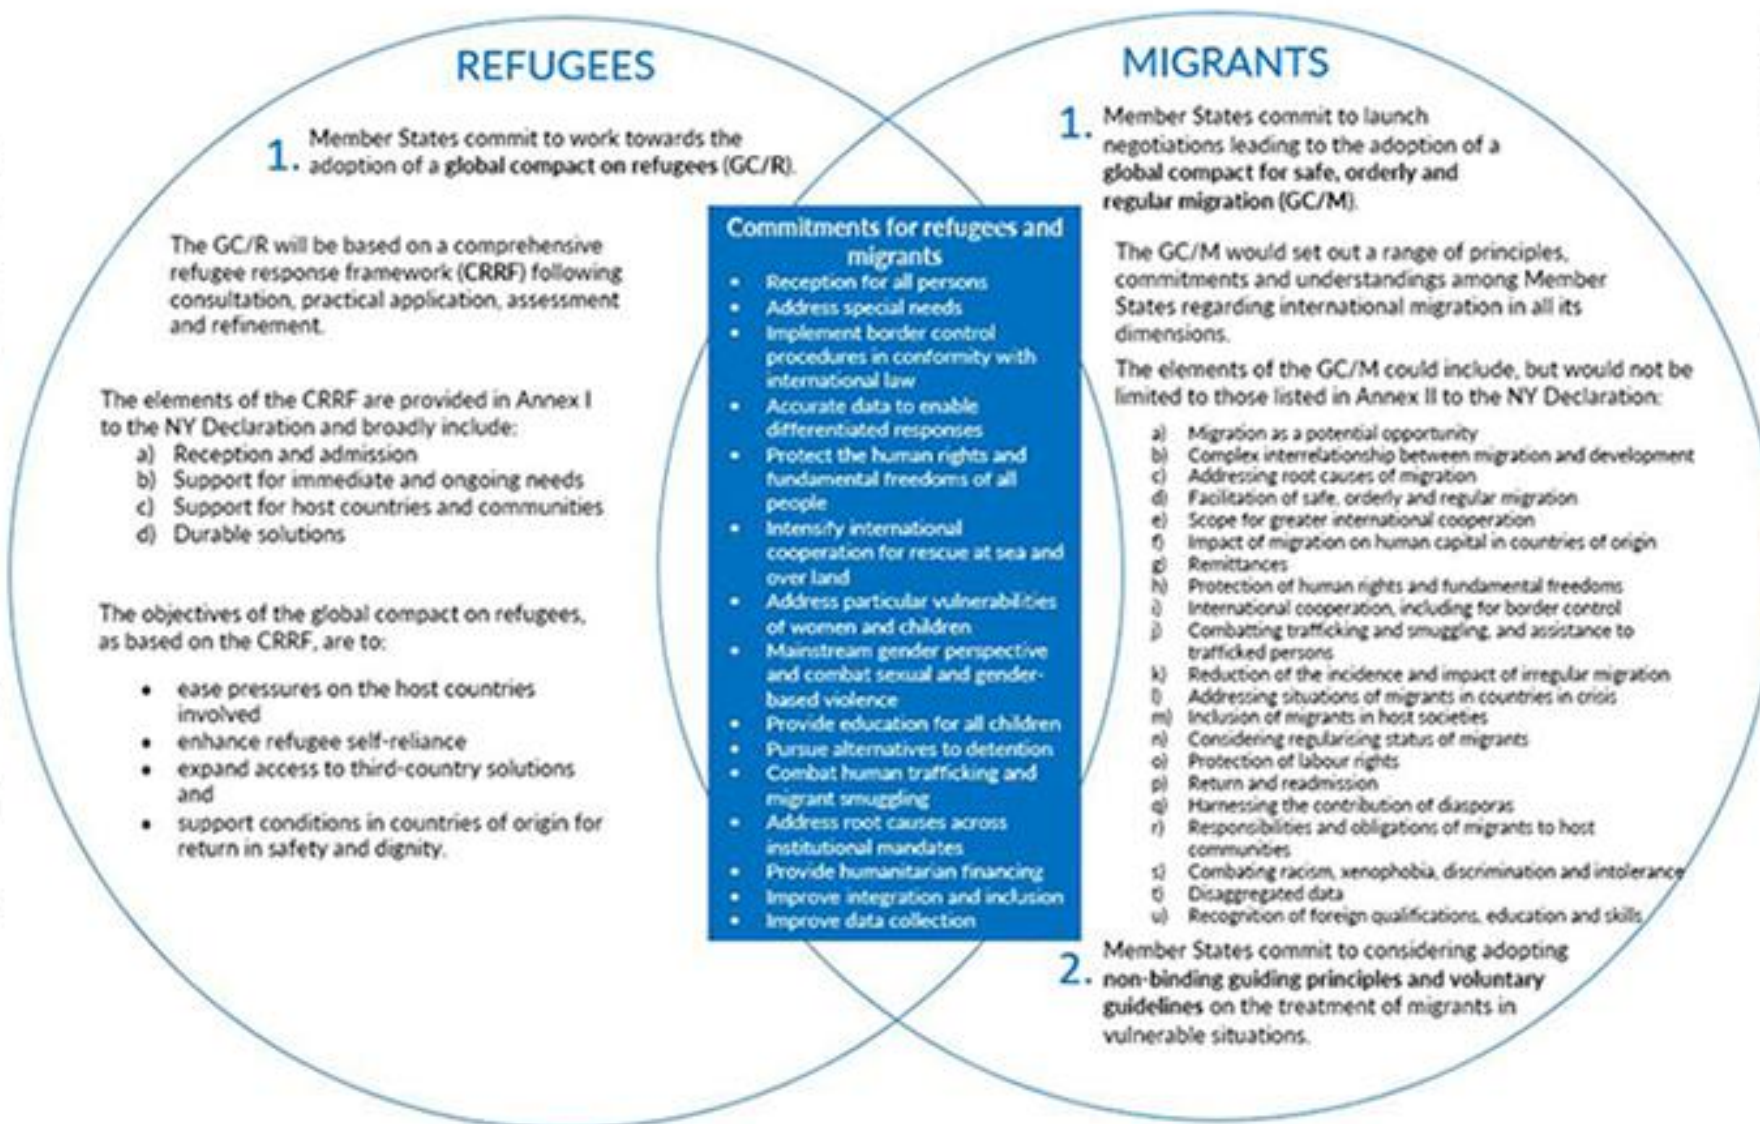 REFUGEES
1. Member States commit to work towards the
adoption of a global compact on refugees (GC/R).
The GC/R will be based on a comprehensive
refugee response framework (CRRF) following
consultation, practical application, assessment
and refinement.
The elements of the CRRF are provided in Annex I
to the NY Declaration and broadly include:
a) Reception and admission
b) Support for immediate and ongoing needs
c) Support for host countries and communities
d) Durable solutions
The objectives of the global compact on refugees,
as based on the CRRF, are to:
• ease pressures on the host countries
involved
• enhance refugee self-reliance
• expand access to third-country solutions
and
• support conditions in countries of origin for
return in safety and dignity.
Commitments for refugees and
migrants
• Reception for all persons
• Address special needs
• Implement border control
procedures in conformity with
international law
• Accurate data to enable
differentiated responses
• Protect the human rights and
fundamental freedoms of all
people
• Intensify international
cooperation for rescue at sea and
over land
• Address particular vulnerabilities
of women and children
• Mainstream gender perspective
and combat sexual and gender-
based violence
• Provide education for all children
• Pursue alternatives to detention
• Combat human trafficking and
migrant smuggling
• Address root causes across
institutional mandates
• Provide humanitarian financing
• Improve integration and inclusion
• Improve data collection
MIGRANTS
1. Member States commit to launch
negotiations leading to the adoption of a
global compact for safe, orderly and
regular migration (GC/M).
The GC/M would set out a range of principles,
commitments and understandings among Member
States regarding international migration in all its
dimensions.
The elements of the GC/M could include, but would not be
limited to those listed in Annex II to the NY Declaration:
a) Migration as a potential opportunity
b) Complex interrelationship between migration and development
c) Addressing root causes of migration
d) Facilitation of safe, orderly and regular migration
e) Scope for greater international cooperation
f) Impact of migration on human capital in countries of origin
g) Remittances
h) Protection of human rights and fundamental freedoms
i) International cooperation, including for border control
j) Combatting trafficking and smuggling, and assistance to
trafficked persons
k) Reduction of the incidence and impact of irregular migration
l) Addressing situations of migrants in countries in crisis
m) Inclusion of migrants in host societies
n) Considering regularising status of migrants
o) Protection of labour rights
p) Return and readmission
q) Harnessing the contribution of diasporas
r) Responsibilities and obligations of migrants to host
communities
s) Combating racism, xenophobia, discrimination and intolerance
t) Disaggregated data
u) Recognition of foreign qualifications, education and skills
2. Member States commit to considering adopting
non-binding guiding principles and voluntary
guidelines on the treatment of migrants in
vulnerable situations.